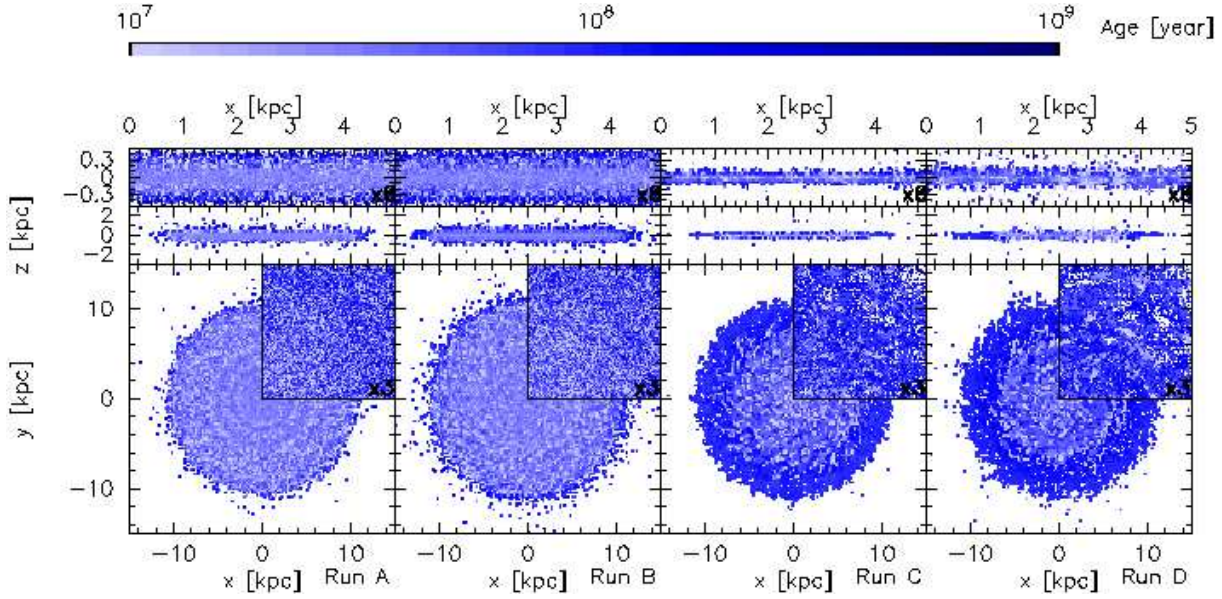 10^7 10^8 10^9 Age [year]
x [kpc] x [kpc] x [kpc] x [kpc]
0 1 2 3 4 0 1 2 3 4 0 1 2 3 4 0 1 2 3 4 5
0.3
0
−0.3
2
0
−2
z [kpc]
10
0
−10
y [kpc]
x3 x3 x3 x3
−10 0 10 −10 0 10 −10 0 10 −10 0 10
x [kpc] Run A x [kpc] Run B x [kpc] Run C x [kpc] Run D